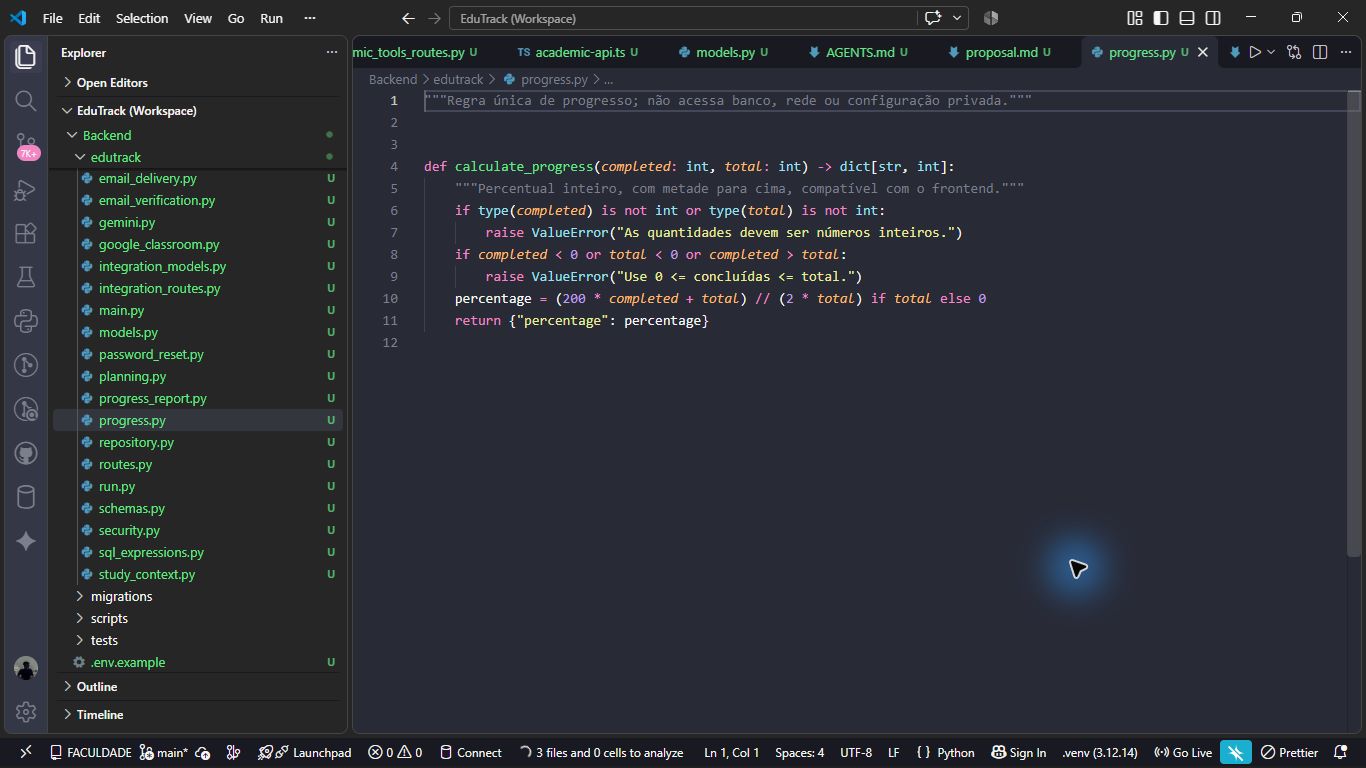 File Edit Selection View Go Run ···
EduTrack (Workspace)
Explorer
Open Editors
EduTrack (Workspace)
Backend
edutrack
email_delivery.py U
email_verification.py U
gemini.py U
google_classroom.py U
integration_models.py U
integration_routes.py U
main.py U
models.py U
password_reset.py U
planning.py U
progress_report.py U
progress.py U
repository.py U
routes.py U
run.py U
schemas.py U
security.py U
sql_expressions.py U
study_context.py U
migrations
scripts
tests
.env.example U
Outline
Timeline
7K+
mic_tools_routes.py U TS academic-api.ts U models.py U AGENTS.md U proposal.md U progress.py U
Backend > edutrack > progress.py > ...
1 """Regra única de progresso; não acessa banco, rede ou configuração privada."""
2
3
4 def calculate_progress(completed: int, total: int) -> dict[str, int]:
5 """Percentual inteiro, com metade para cima, compatível com o frontend."""
6 if type(completed) is not int or type(total) is not int:
7 raise ValueError("As quantidades devem ser números inteiros.")
8 if completed < 0 or total < 0 or completed > total:
9 raise ValueError("Use 0 <= concluídas <= total.")
10 percentage = (200 * completed + total) // (2 * total) if total else 0
11 return {"percentage": percentage}
12
FACULDADE main* Launchpad 0 0 Connect 3 files and 0 cells to analyze Ln 1, Col 1 Spaces: 4 UTF-8 LF {} Python Sign In .venv (3.12.14) Go Live Prettier